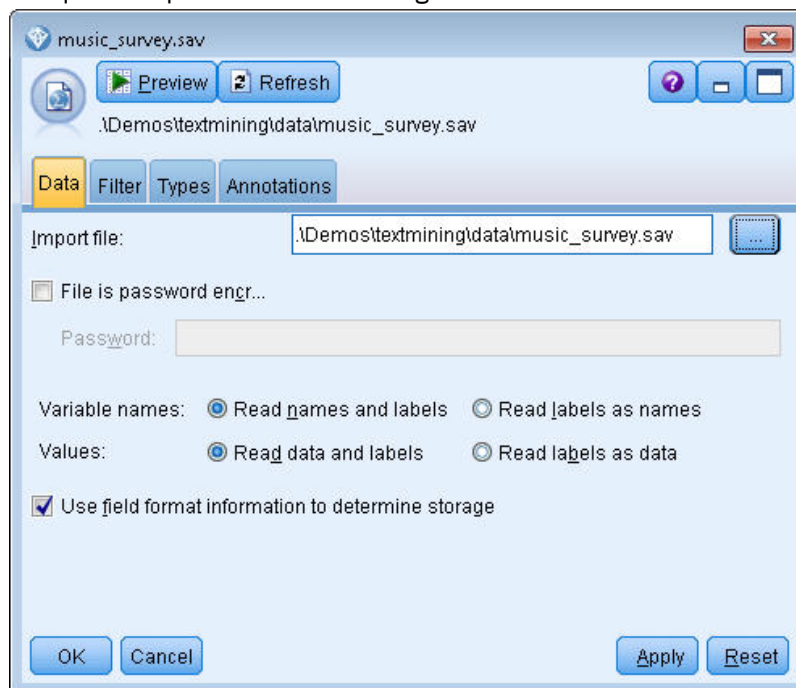 music_survey.sav
Preview Refresh
.\Demos\textmining\data\music_survey.sav
Data Filter Types Annotations
Import file: .\Demos\textmining\data\music_survey.sav ...
File is password encr...
Password:
Variable names: Read names and labels Read labels as names
Values: Read data and labels Read labels as data
Use field format information to determine storage
OK Cancel Apply Reset